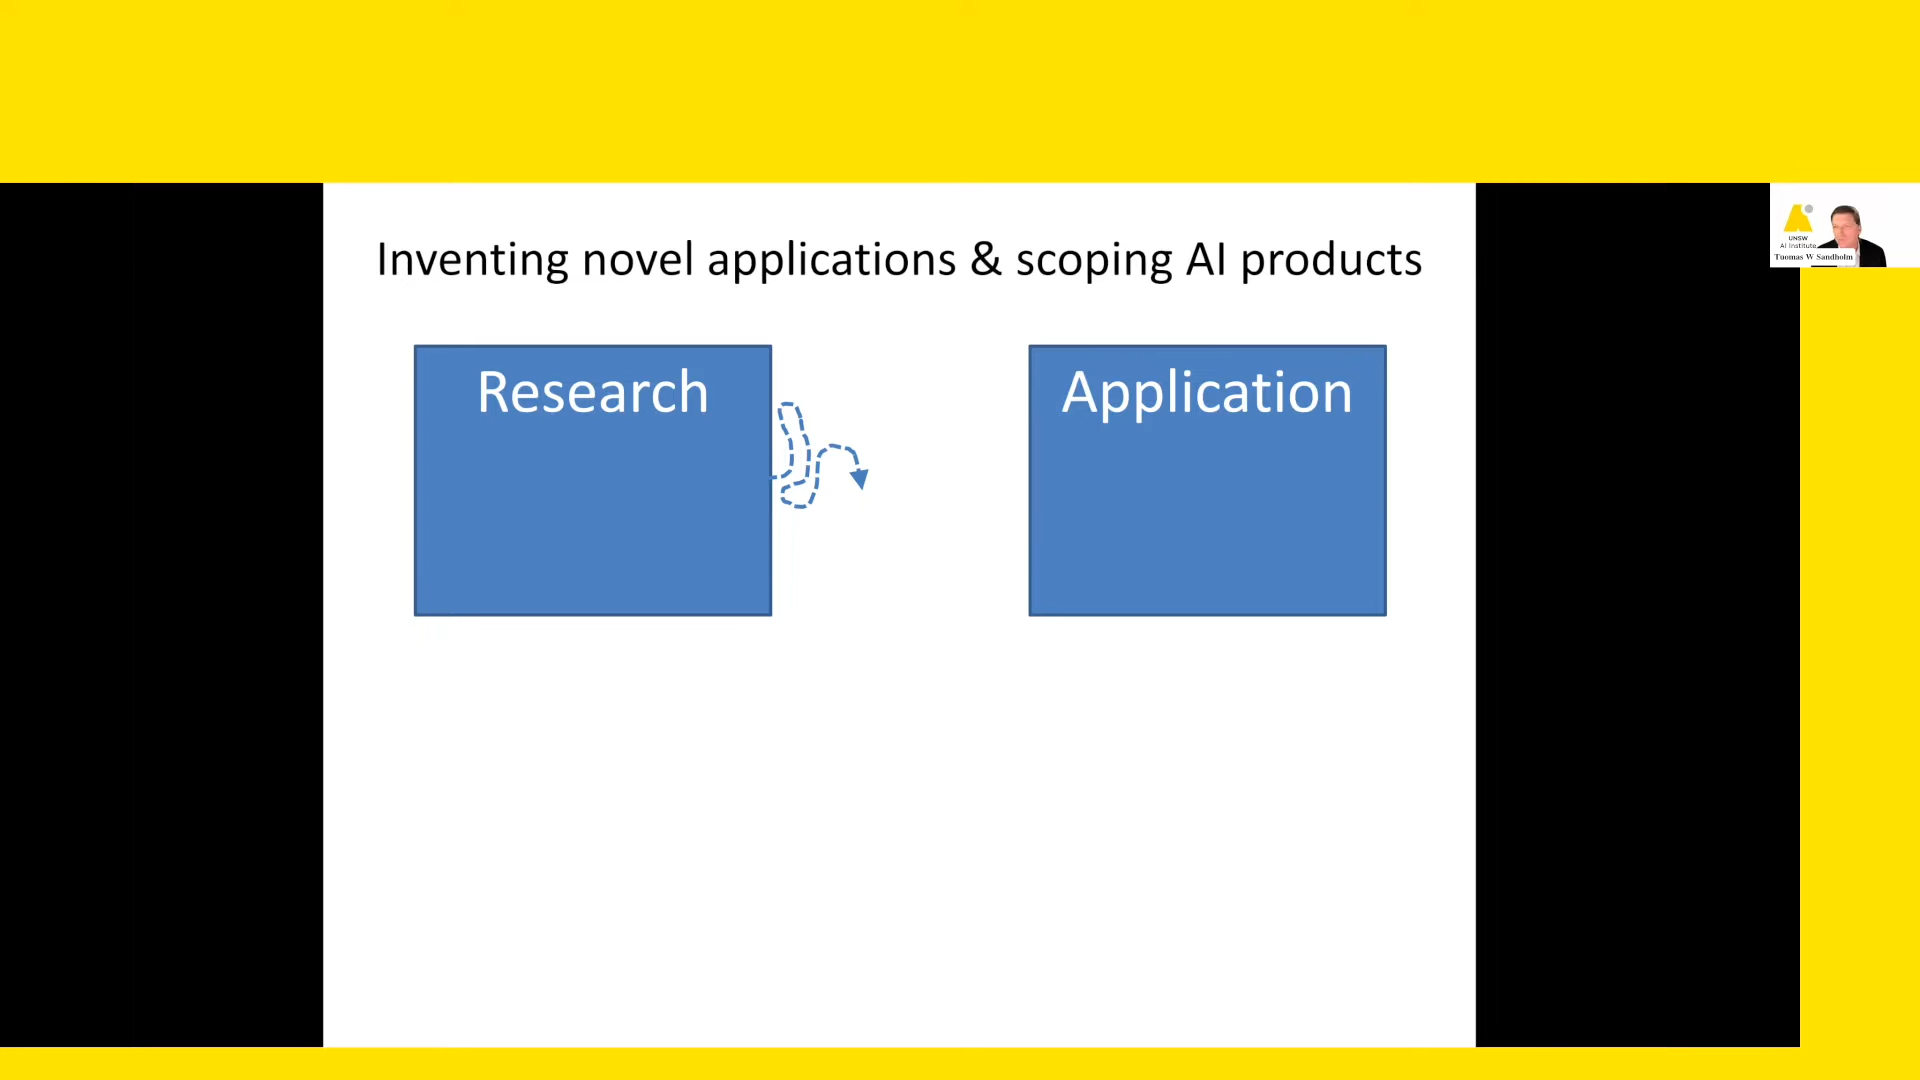 Inventing novel applications & scoping AI products
Research
Application
UNSW
AI Institute
Tuomas W Sandholm